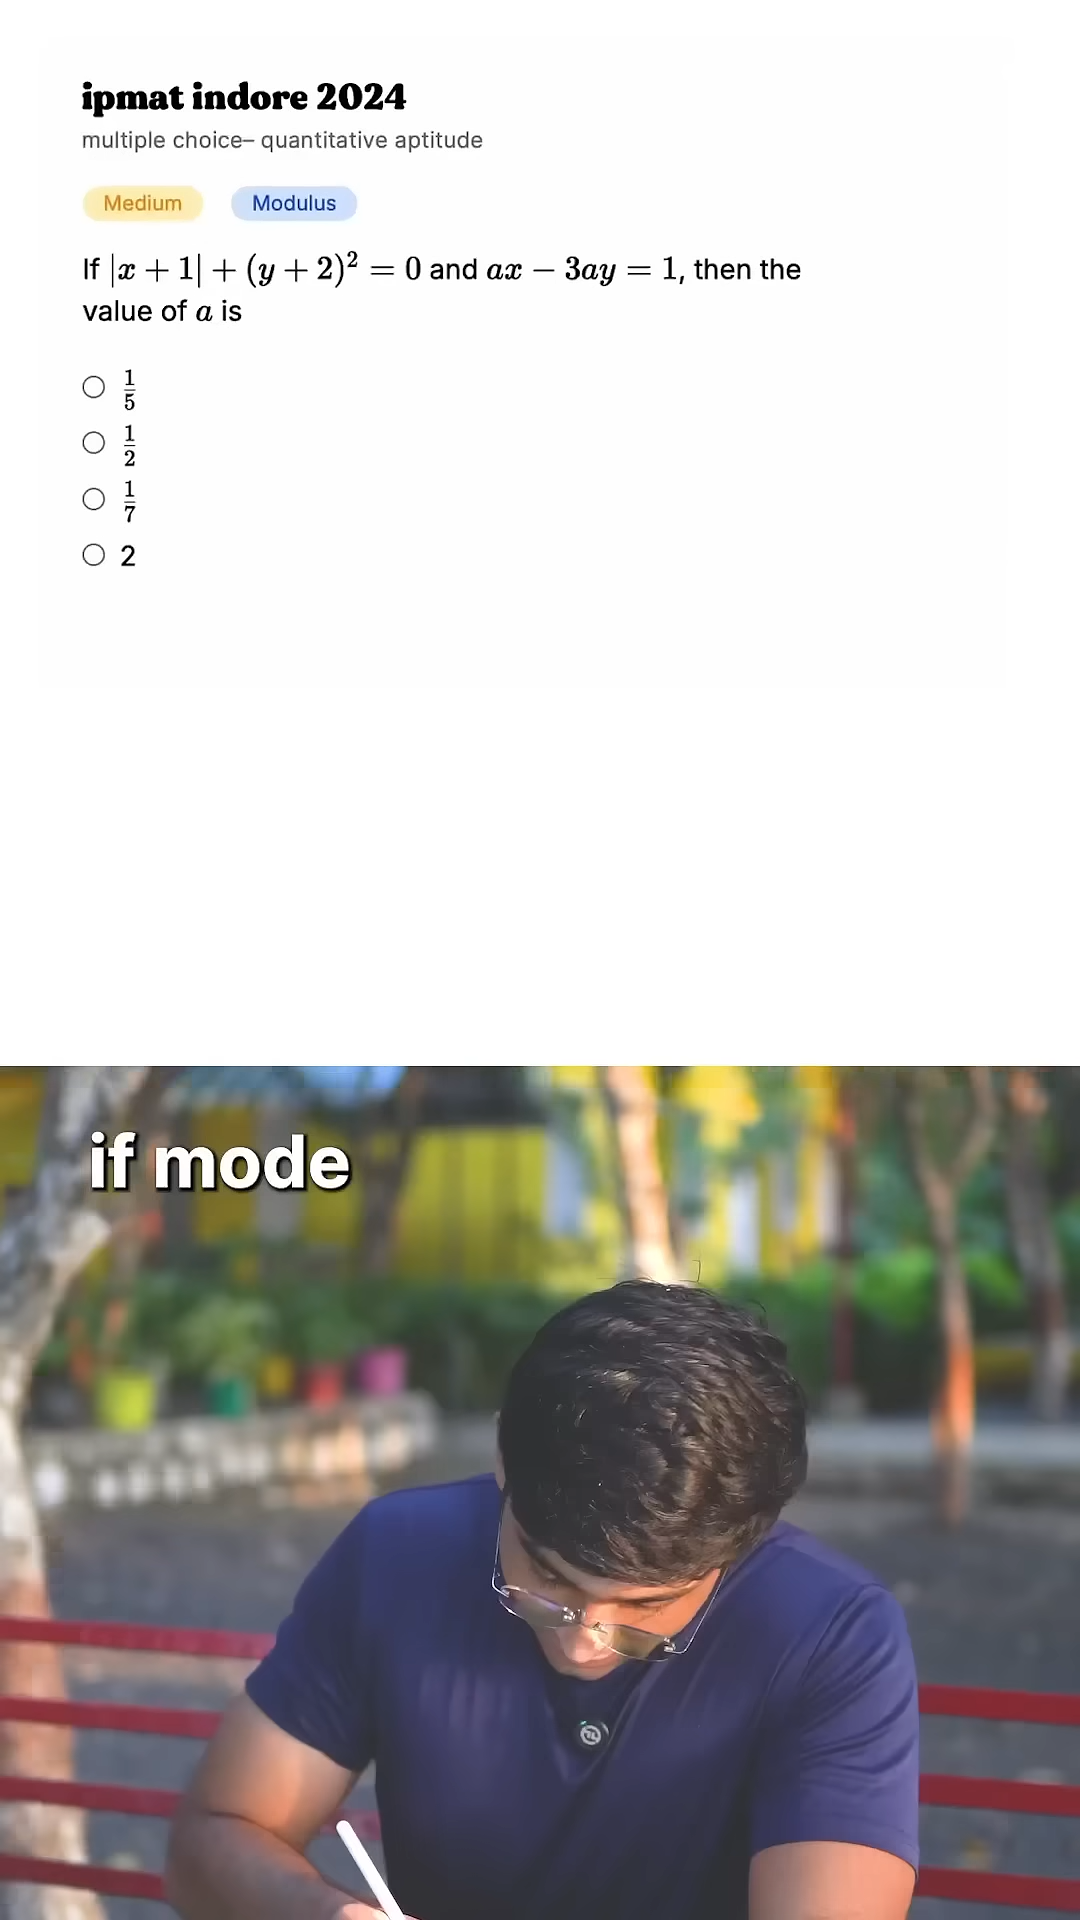 ipmat indore 2024
multiple choice– quantitative aptitude
Medium Modulus
If |x + 1| + (y + 2)² = 0 and ax − 3ay = 1, then the
value of a is
1/5
1/2
1/7
2
if mode